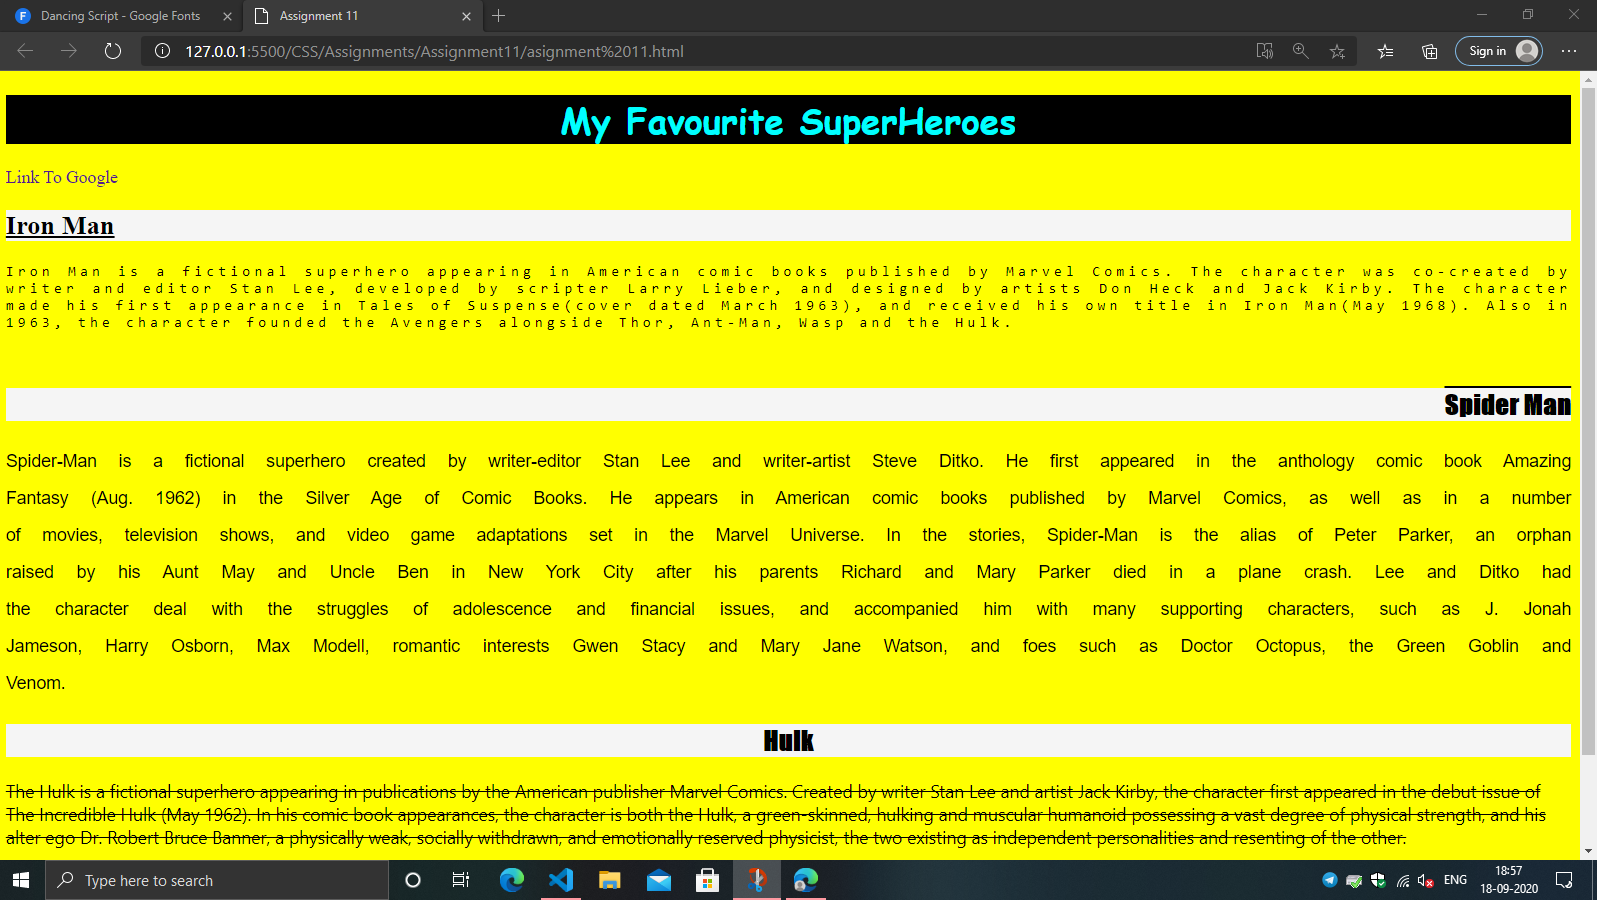 Dancing Script - Google Fonts
Assignment 11
127.0.0.1:5500/CSS/Assignments/Assignment11/asignment%2011.html
Sign in
My Favourite SuperHeroes
Link To Google
Iron Man
Iron Man is a fictional superhero appearing in American comic books published by Marvel Comics. The character was co-created by
writer and editor Stan Lee, developed by scripter Larry Lieber, and designed by artists Don Heck and Jack Kirby. The character
made his first appearance in Tales of Suspense(cover dated March 1963), and received his own title in Iron Man(May 1968). Also in
1963, the character founded the Avengers alongside Thor, Ant-Man, Wasp and the Hulk.
Spider Man
Spider-Man is a fictional superhero created by writer-editor Stan Lee and writer-artist Steve Ditko. He first appeared in the anthology comic book Amazing
Fantasy (Aug. 1962) in the Silver Age of Comic Books. He appears in American comic books published by Marvel Comics, as well as in a number
of movies, television shows, and video game adaptations set in the Marvel Universe. In the stories, Spider-Man is the alias of Peter Parker, an orphan
raised by his Aunt May and Uncle Ben in New York City after his parents Richard and Mary Parker died in a plane crash. Lee and Ditko had
the character deal with the struggles of adolescence and financial issues, and accompanied him with many supporting characters, such as J. Jonah
Jameson, Harry Osborn, Max Modell, romantic interests Gwen Stacy and Mary Jane Watson, and foes such as Doctor Octopus, the Green Goblin and
Venom.
Hulk
The Hulk is a fictional superhero appearing in publications by the American publisher Marvel Comics. Created by writer Stan Lee and artist Jack Kirby, the character first appeared in the debut issue of
The Incredible Hulk (May 1962). In his comic book appearances, the character is both the Hulk, a green-skinned, hulking and muscular humanoid possessing a vast degree of physical strength, and his
alter ego Dr. Robert Bruce Banner, a physically weak, socially withdrawn, and emotionally reserved physicist, the two existing as independent personalities and resenting of the other.
Type here to search
ENG
18:57
18-09-2020